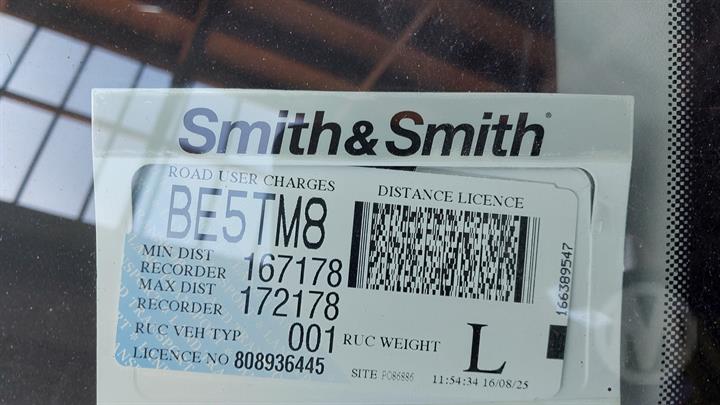 Smith&Smith®
ROAD USER CHARGES
DISTANCE LICENCE
BE5TM8
MIN DIST
RECORDER 167178
MAX DIST
RECORDER 172178
RUC VEH TYP 001 RUC WEIGHT L
LICENCE NO 808936445
SITE PO86886 11:54:34 16/08/25
166389547